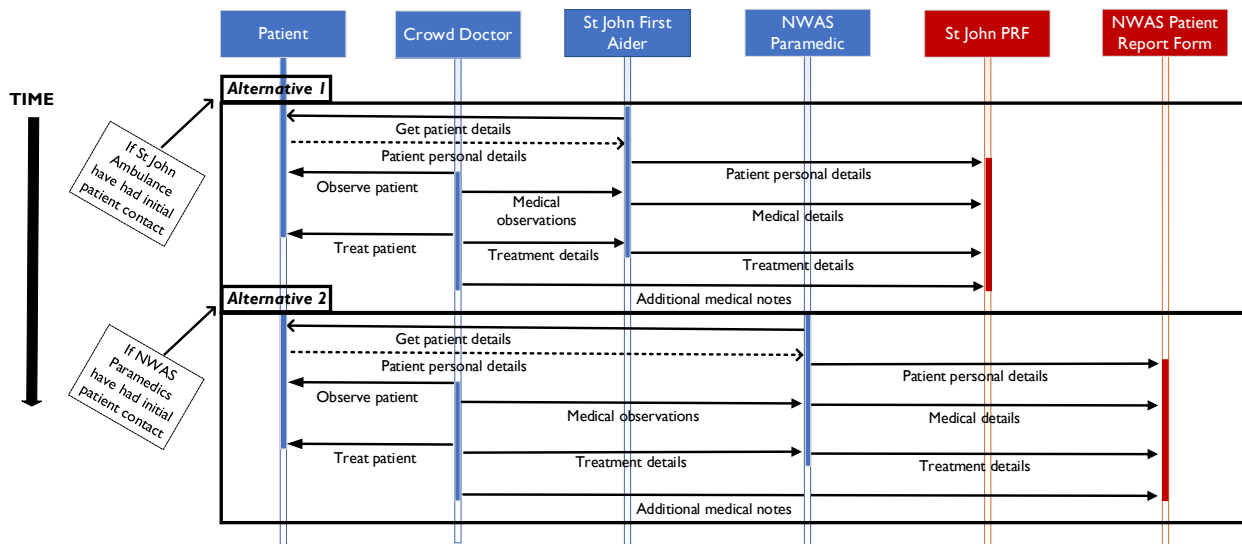 Patient
Crowd Doctor
St John First
Aider
NWAS
Paramedic
St John PRF
NWAS Patient
Report Form
TIME
Alternative 1
If St John
Ambulance
have had initial
patient contact
Get patient details
Patient personal details
Patient personal details
Observe patient
Medical
observations
Medical details
Treat patient
Treatment details
Treatment details
Additional medical notes
Alternative 2
If NWAS
Paramedics
have had initial
patient contact
Get patient details
Patient personal details
Patient personal details
Observe patient
Medical observations
Medical details
Treat patient
Treatment details
Treatment details
Additional medical notes